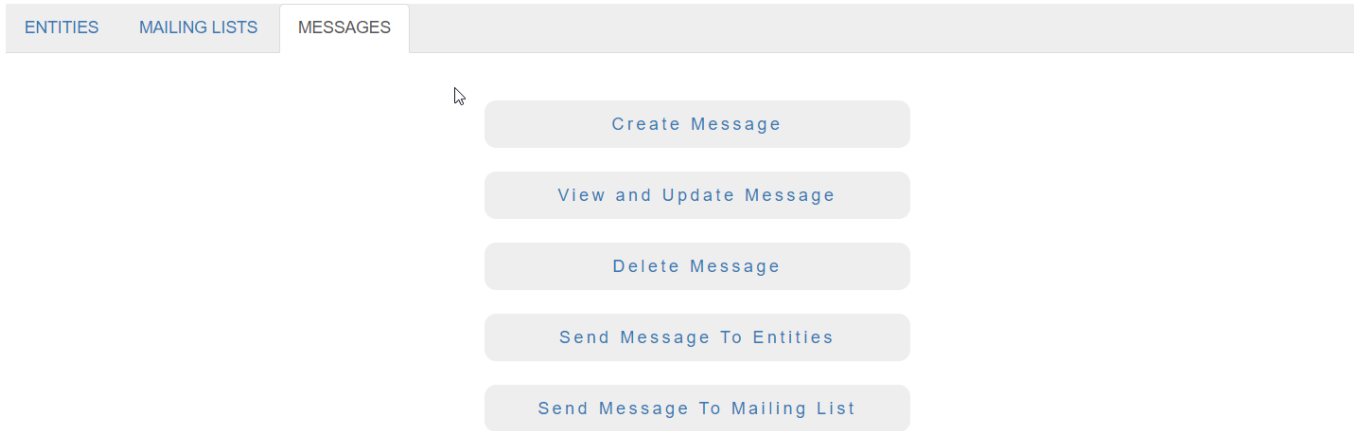 ENTITIES MAILING LISTS MESSAGES
Create Message
View and Update Message
Delete Message
Send Message To Entities
Send Message To Mailing List